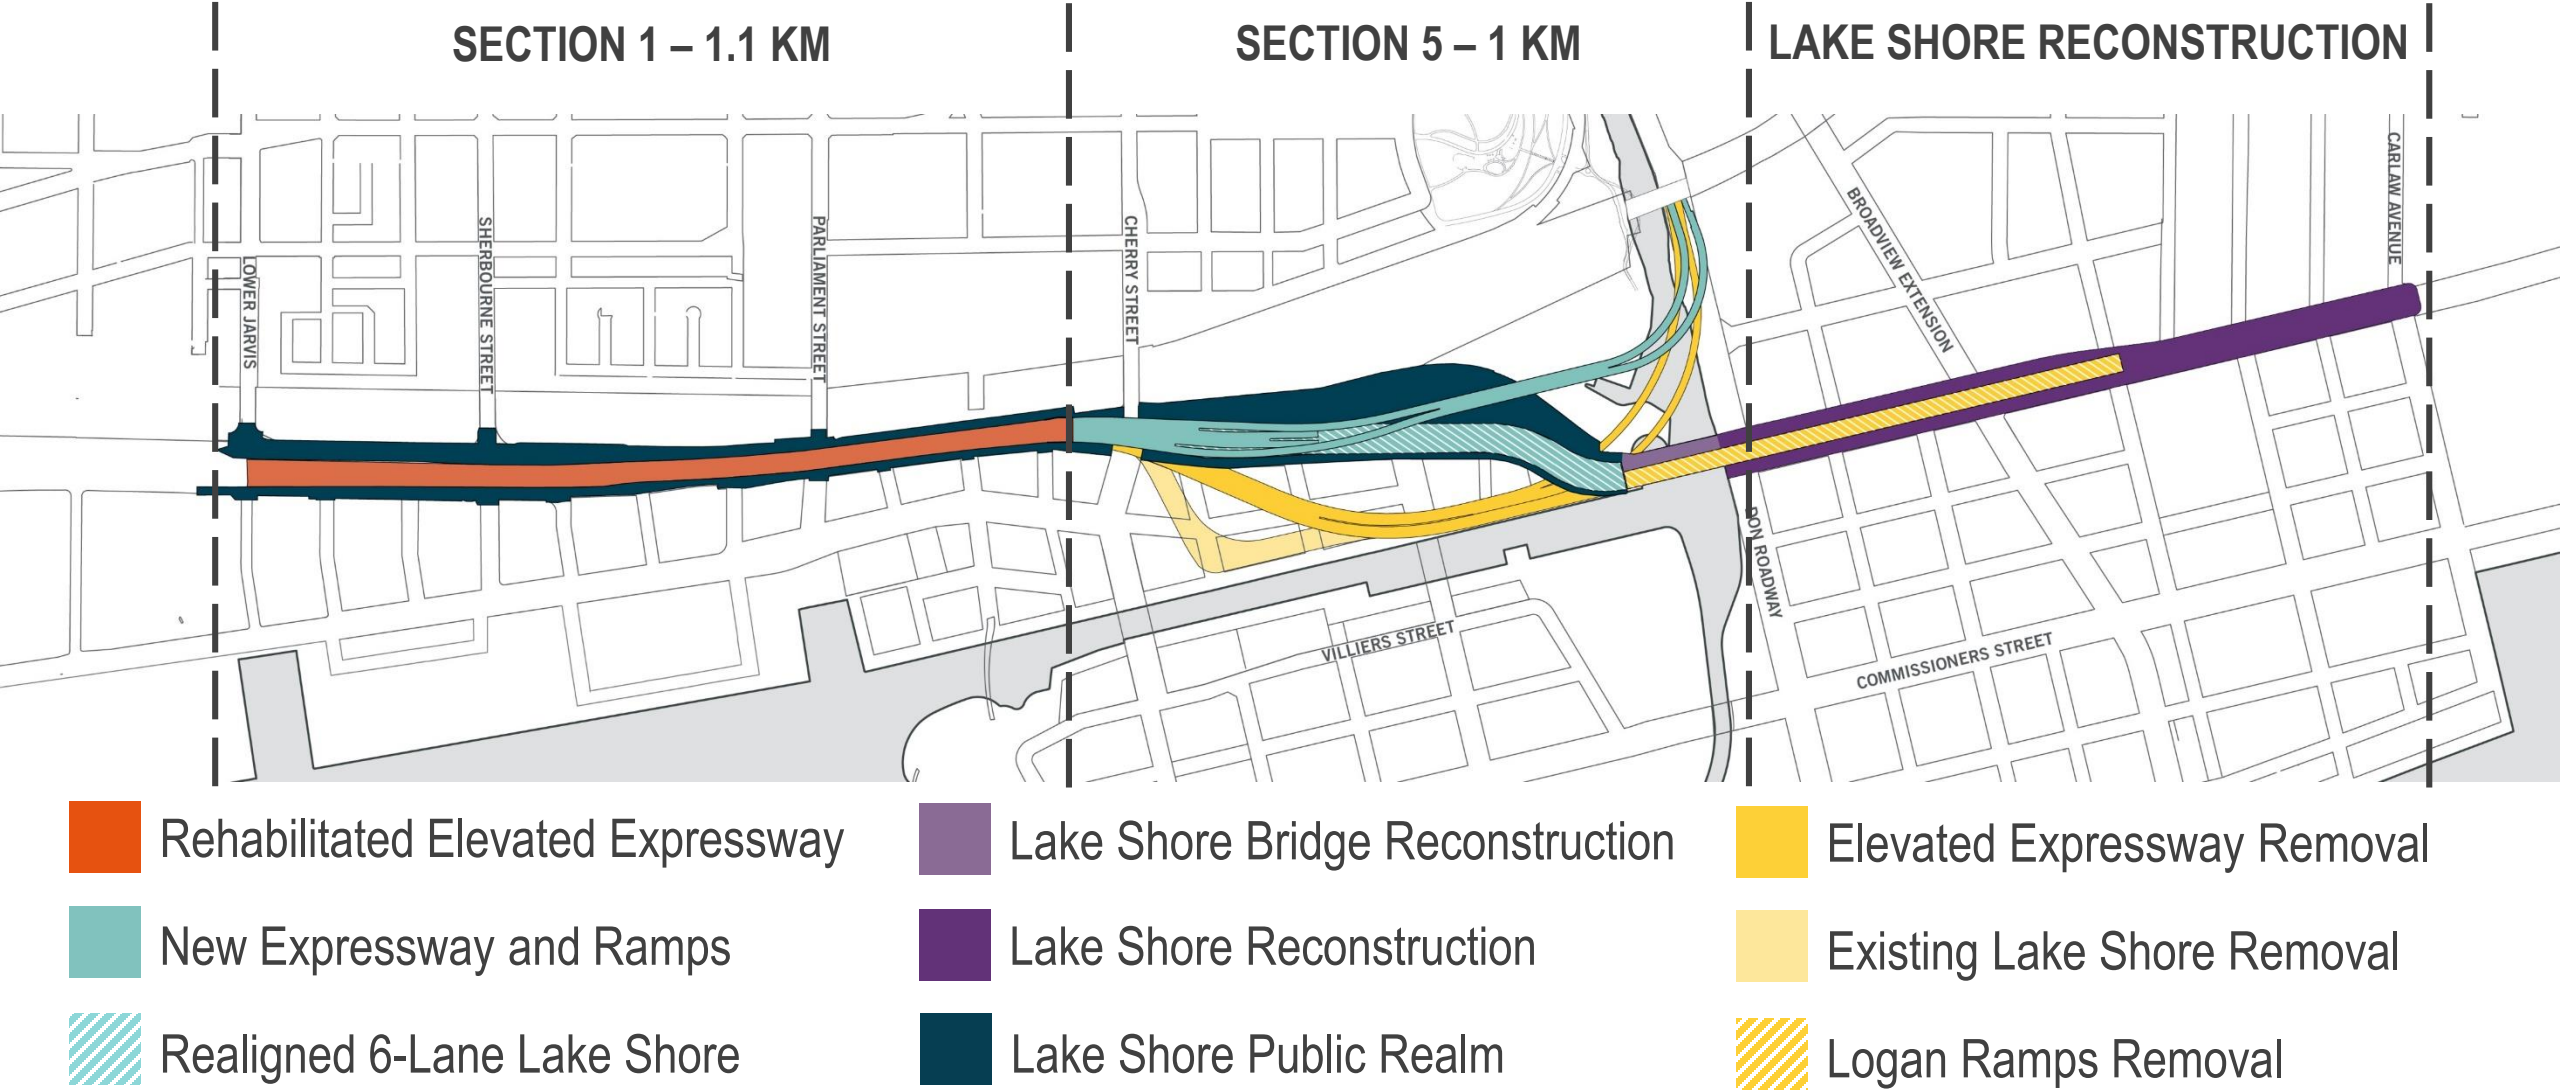 SECTION 1 – 1.1 KM
SECTION 5 – 1 KM
LAKE SHORE RECONSTRUCTION
LOWER JARVIS
SHERBOURNE STREET
PARLIAMENT STREET
CHERRY STREET
BROADVIEW EXTENSION
CARLAW AVENUE
DON ROADWAY
VILLIERS STREET
COMMISSIONERS STREET
Rehabilitated Elevated Expressway
New Expressway and Ramps
Realigned 6-Lane Lake Shore
Lake Shore Bridge Reconstruction
Lake Shore Reconstruction
Lake Shore Public Realm
Elevated Expressway Removal
Existing Lake Shore Removal
Logan Ramps Removal